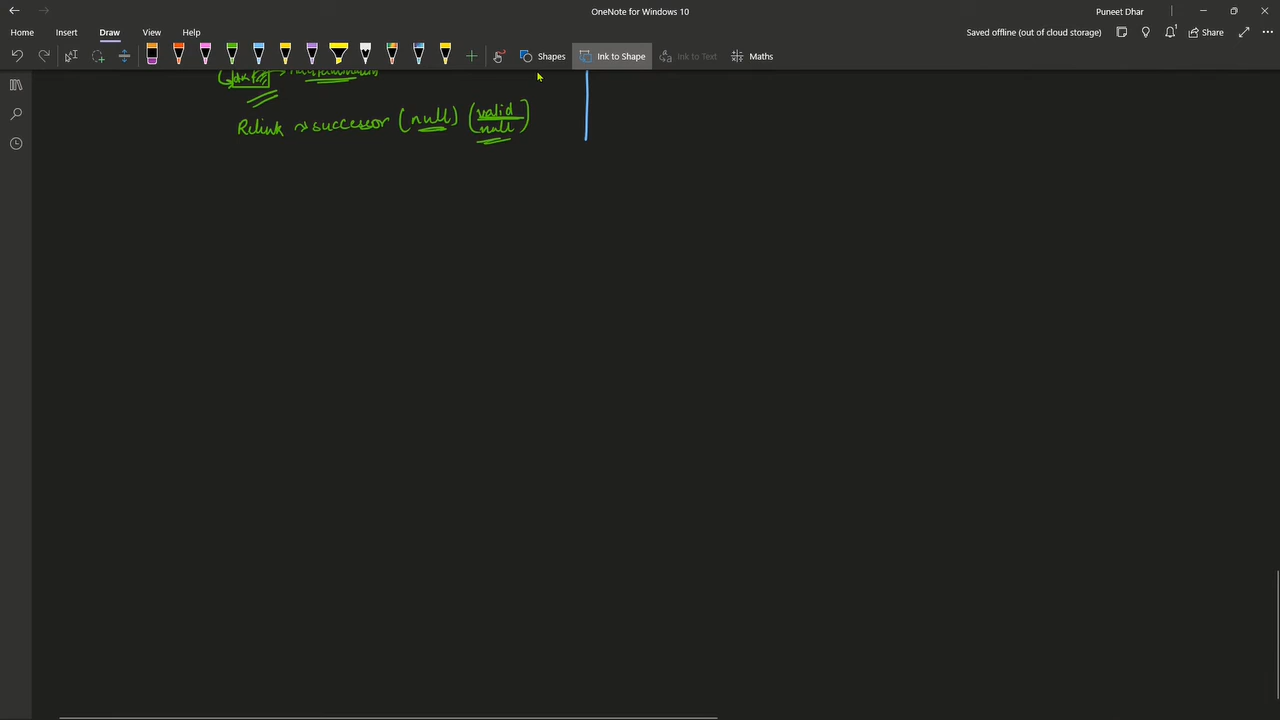 OneNote for Windows 10
Puneet Dhar
Home Insert Draw View Help
Saved offline (out of cloud storage)
Share
Shapes
Ink to Shape
Ink to Text
Maths
Relink → successor (null) (valid
null)